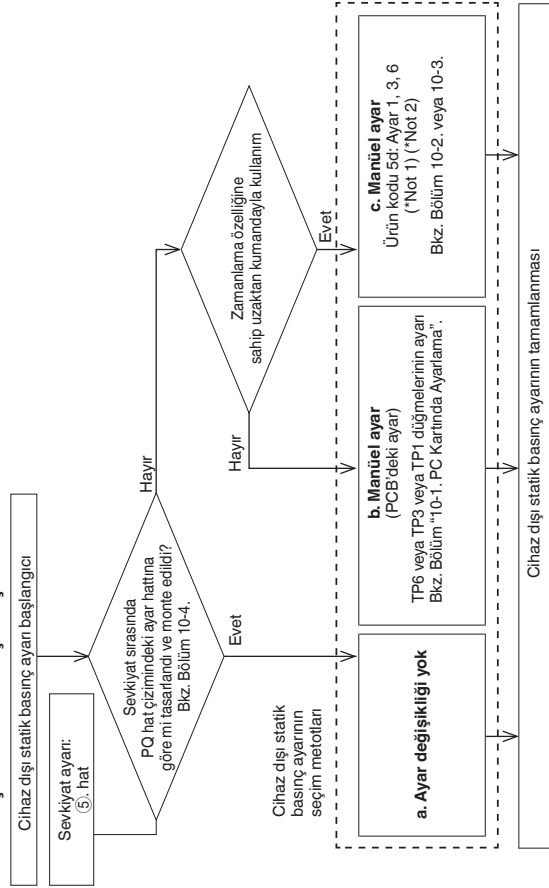 Cihaz dışı statik basınç ayarı başlangıcı
Sevkiyat ayarı:
⑤. hat
Sevkiyat sırasında
PQ hat çizimindeki ayar hattına
göre mi tasarlandı ve monte edildi?
Bkz. Bölüm 10-4.
Hayır
Evet
Zamanlama özelliğine
sahip uzaktan kumandayla kullanım
Hayır
Evet
Cihaz dışı statik
basınç ayarının
seçim metotları
a. Ayar değişikliği yok
b. Manüel ayar
(PCB'deki ayar)
TP6 veya TP3 veya TP1 düğmelerinin ayarı
Bkz. Bölüm “10-1. PC Kartında Ayarlama”.
c. Manüel ayar
Ürün kodu 5d: Ayar 1, 3, 6
(*Not 1) (*Not 2)
Bkz. Bölüm 10-2. veya 10-3.
Cihaz dışı statik basınç ayarının tamamlanması